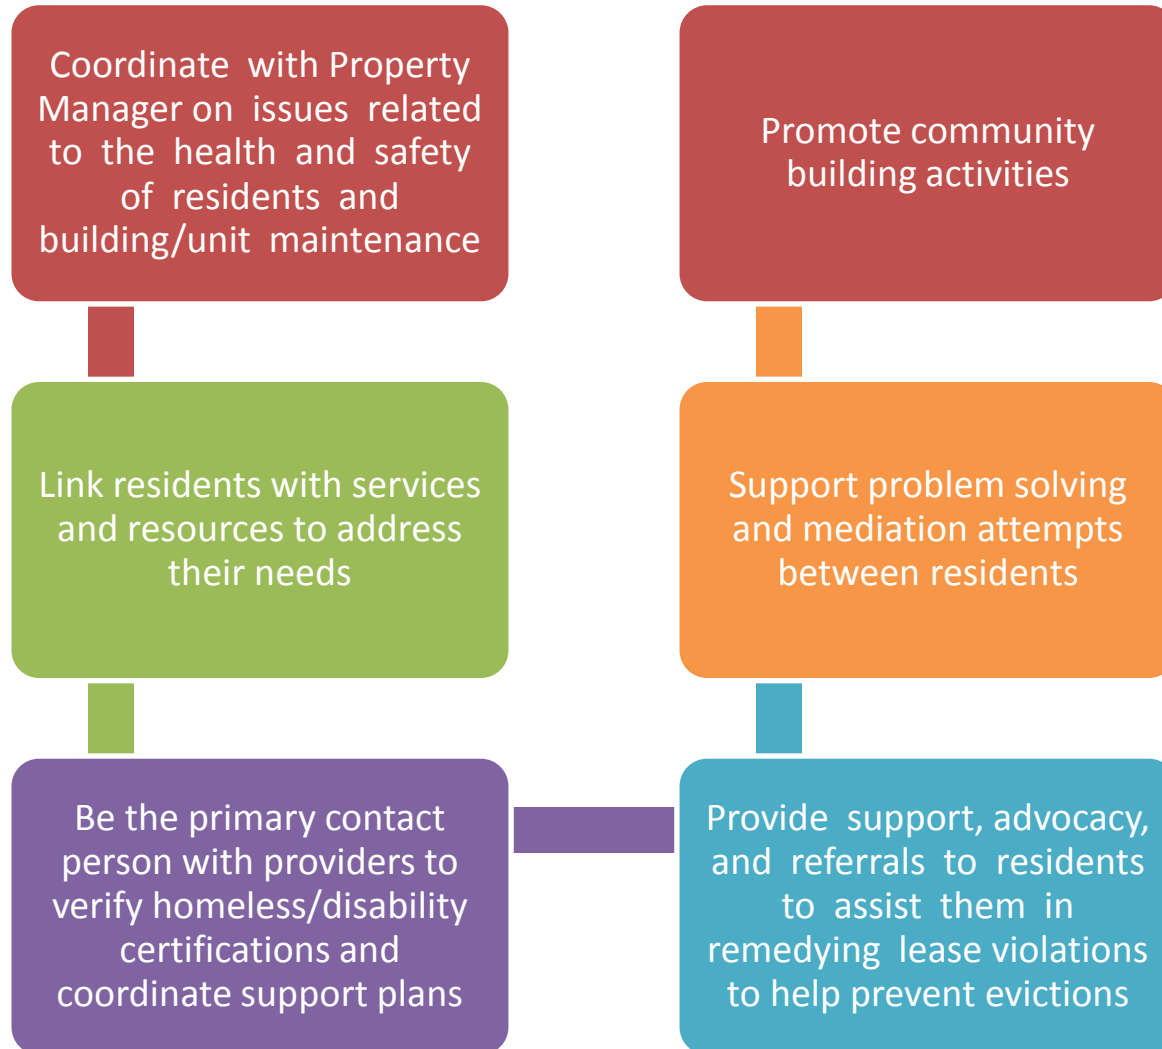 Coordinate with Property
Manager on issues related
to the health and safety
of residents and
building/unit maintenance
Link residents with services
and resources to address
their needs
Be the primary contact
person with providers to
verify homeless/disability
certifications and
coordinate support plans
Provide support, advocacy,
and referrals to residents
to assist them in
remedying lease violations
to help prevent evictions
Support problem solving
and mediation attempts
between residents
Promote community
building activities